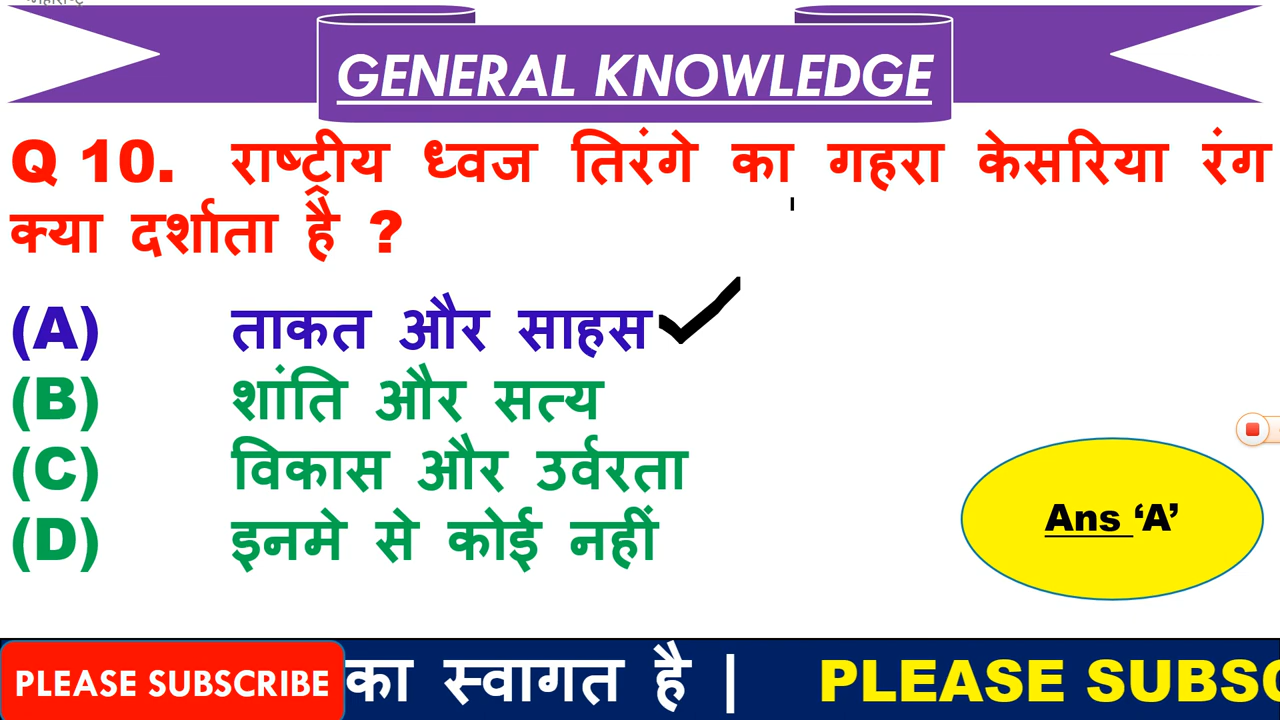 GENERAL KNOWLEDGE
Q 10. राष्ट्रीय ध्वज तिरंगे का गहरा केसरिया रंग
क्या दर्शाता है ?
(A) ताकत और साहस
(B) शांति और सत्य
(C) विकास और उर्वरता
(D) इनमे से कोई नहीं
Ans ‘A’
PLEASE SUBSCRIBE का स्वागत है | PLEASE SUBSC